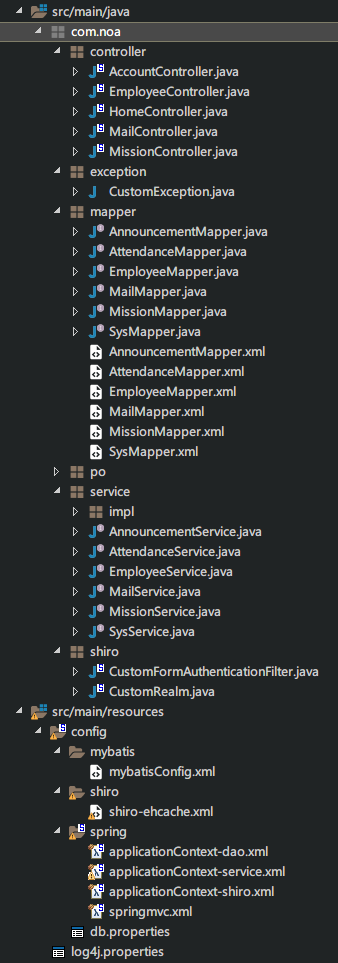 src/main/java
com.noa
controller
AccountController.java
EmployeeController.java
HomeController.java
MailController.java
MissionController.java
exception
CustomException.java
mapper
AnnouncementMapper.java
AttendanceMapper.java
EmployeeMapper.java
MailMapper.java
MissionMapper.java
SysMapper.java
AnnouncementMapper.xml
AttendanceMapper.xml
EmployeeMapper.xml
MailMapper.xml
MissionMapper.xml
SysMapper.xml
po
service
impl
AnnouncementService.java
AttendanceService.java
EmployeeService.java
MailService.java
MissionService.java
SysService.java
shiro
CustomFormAuthenticationFilter.java
CustomRealm.java
src/main/resources
config
mybatis
mybatisConfig.xml
shiro
shiro-ehcache.xml
spring
applicationContext-dao.xml
applicationContext-service.xml
applicationContext-shiro.xml
springmvc.xml
db.properties
log4j.properties